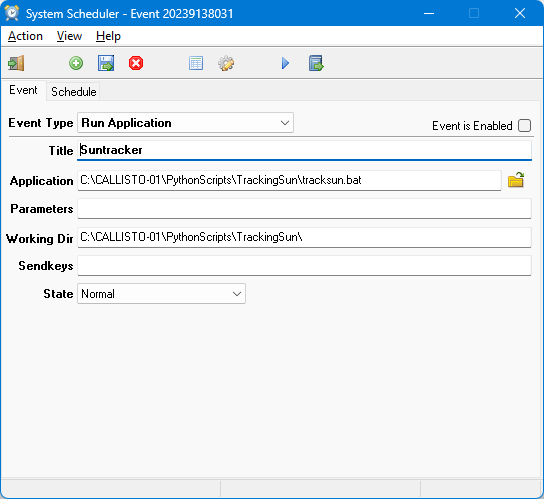 System Scheduler - Event 20239138031
Action View Help
Event Schedule
Event Type Run Application Event is Enabled
Title Suntracker
Application C:\CALLISTO-01\PythonScripts\TrackingSun\tracksun.bat
Parameters
Working Dir C:\CALLISTO-01\PythonScripts\TrackingSun\
Sendkeys
State Normal